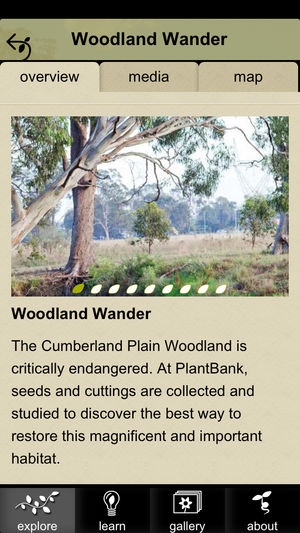 Woodland Wander
overview media map
Woodland Wander
The Cumberland Plain Woodland is
critically endangered. At PlantBank,
seeds and cuttings are collected and
studied to discover the best way to
restore this magnificent and important
habitat.
explore learn gallery about